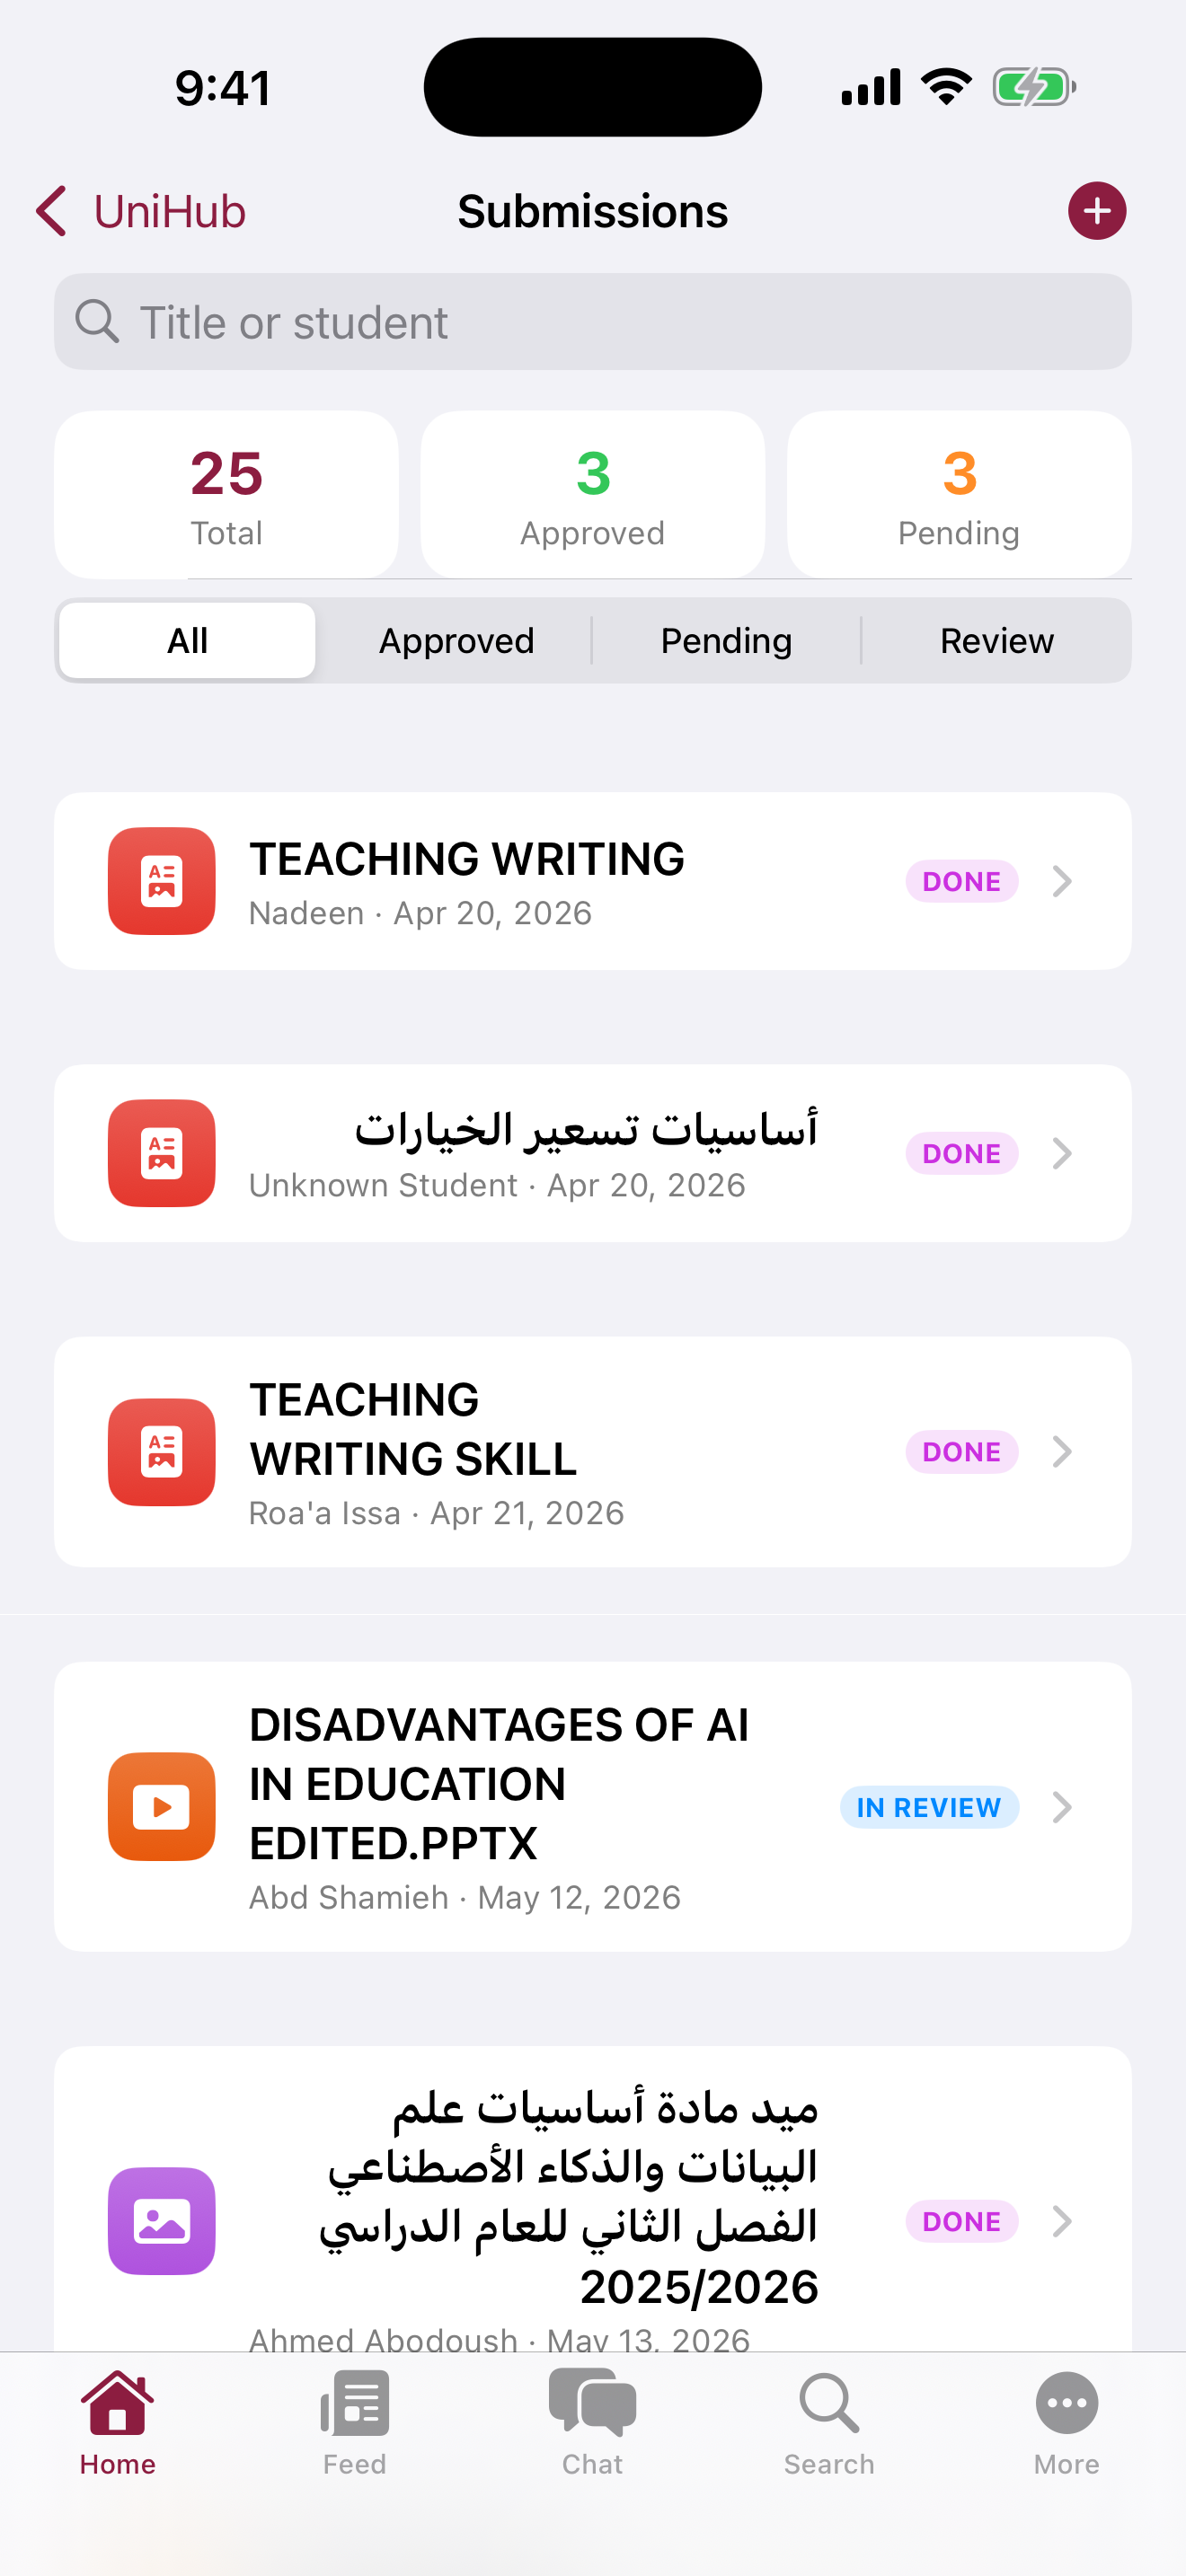 9:41
UniHub
Submissions
Title or student
25
Total
3
Approved
3
Pending
All
Approved
Pending
Review
TEACHING WRITING
Nadeen · Apr 20, 2026
DONE
أساسيات تسعير الخيارات
Unknown Student · Apr 20, 2026
DONE
TEACHING
WRITING SKILL
Roa'a Issa · Apr 21, 2026
DONE
DISADVANTAGES OF AI
IN EDUCATION
EDITED.PPTX
Abd Shamieh · May 12, 2026
IN REVIEW
ميد مادة أساسيات علم
البيانات والذكاء الأصطناعي
الفصل الثاني للعام الدراسي
2025/2026
Ahmed Abodoush · May 13, 2026
DONE
Home
Feed
Chat
Search
More